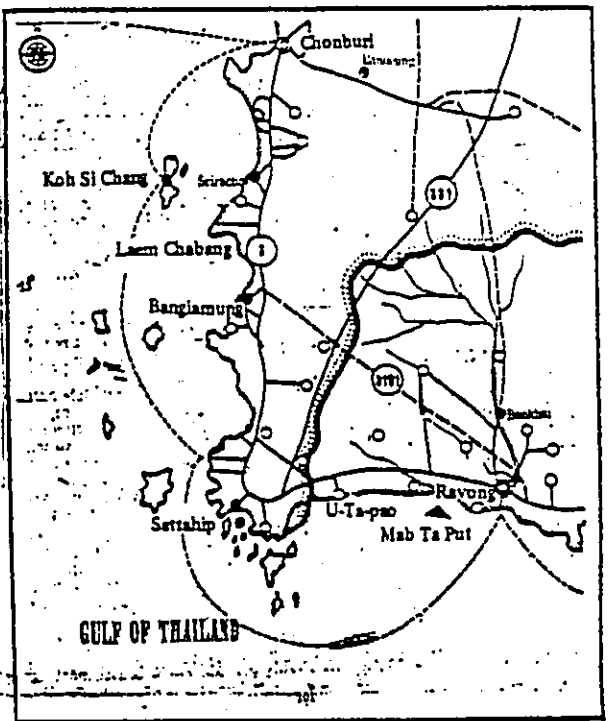 Chonburi
Koh Si Chang
Sriracha
331
Laem Chabang
3
Banglamung
3191
Rayong
U-Ta-pao
Sattahip
Mab Ta Put
GULF OF THAILAND